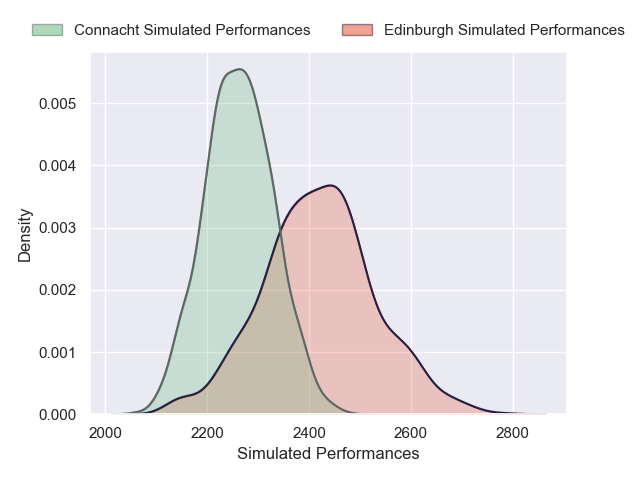 Connacht Simulated Performances Edinburgh Simulated Performances
0.005
0.004
0.003
0.002
0.001
0.000
Density
2000 2200 2400 2600 2800
Simulated Performances